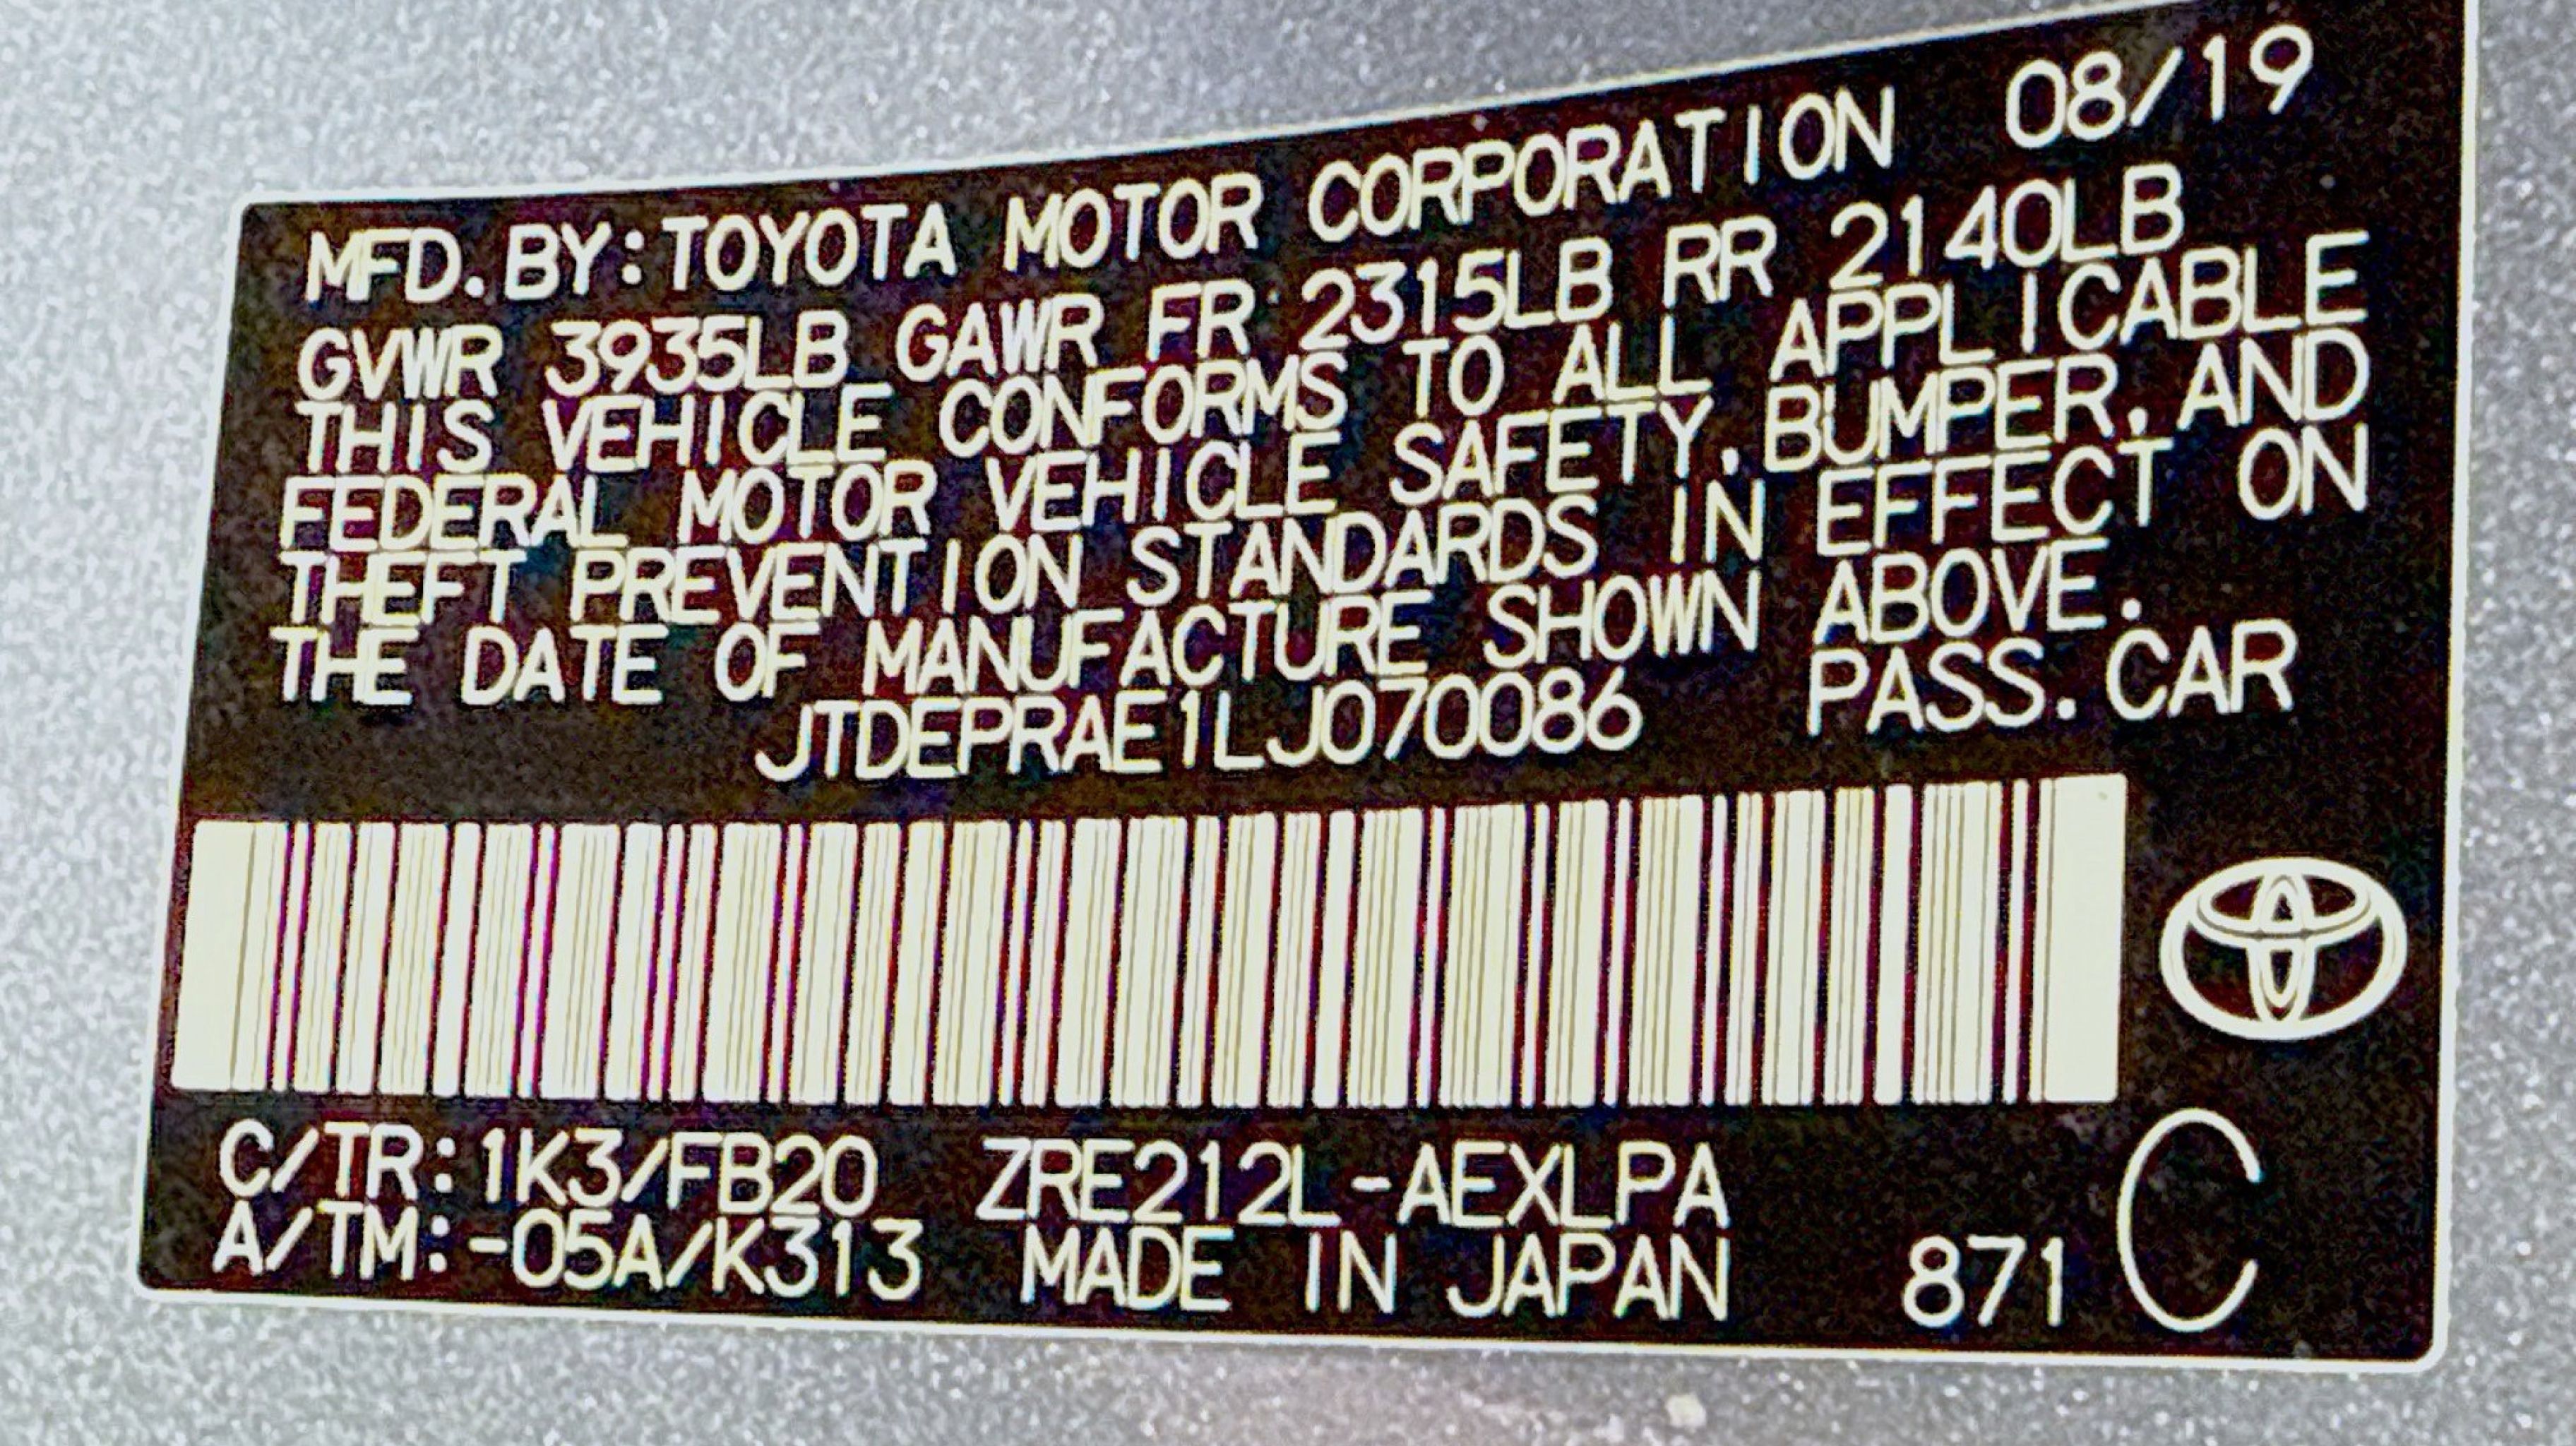 MFD.BY:TOYOTA MOTOR CORPORATION 08/19
GVWR 3935LB GAWR FR 2315LB RR 2140LB
THIS VEHICLE CONFORMS TO ALL APPLICABLE
FEDERAL MOTOR VEHICLE SAFETY,BUMPER,AND
THEFT PREVENTION STANDARDS IN EFFECT ON
THE DATE OF MANUFACTURE SHOWN ABOVE.
JTDEPRAE1LJ070086 PASS.CAR
C/TR:1K3/FB20 ZRE212L-AEXLPA
A/TM:-05A/K313 MADE IN JAPAN 871 C